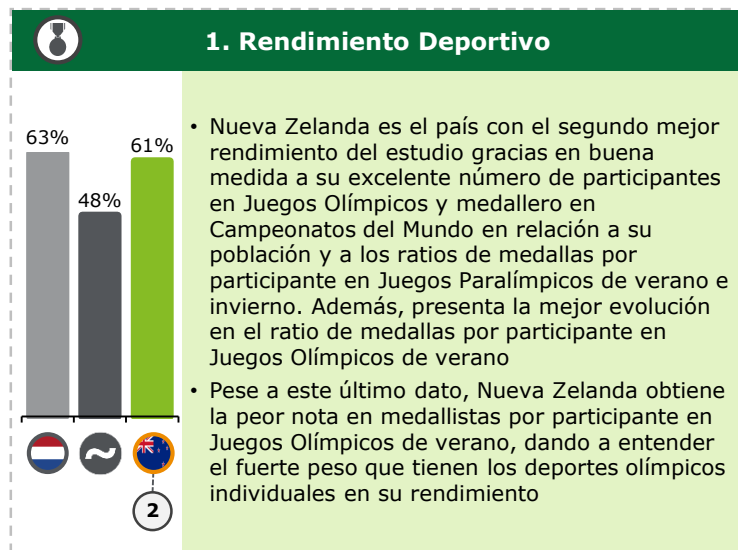 1. Rendimiento Deportivo
63%
48%
61%
2
• Nueva Zelanda es el país con el segundo mejor
rendimiento del estudio gracias en buena
medida a su excelente número de participantes
en Juegos Olímpicos y medallero en
Campeonatos del Mundo en relación a su
población y a los ratios de medallas por
participante en Juegos Paralímpicos de verano e
invierno. Además, presenta la mejor evolución
en el ratio de medallas por participante en
Juegos Olímpicos de verano
• Pese a este último dato, Nueva Zelanda obtiene
la peor nota en medallistas por participante en
Juegos Olímpicos de verano, dando a entender
el fuerte peso que tienen los deportes olímpicos
individuales en su rendimiento